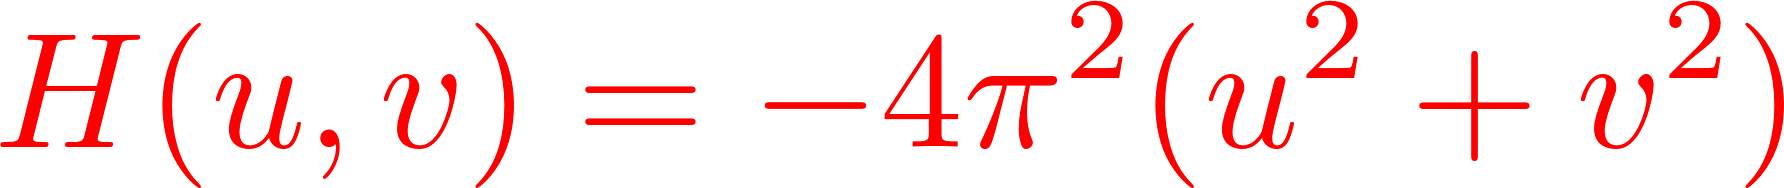 H(u, v) = −4π²(u² + v²)